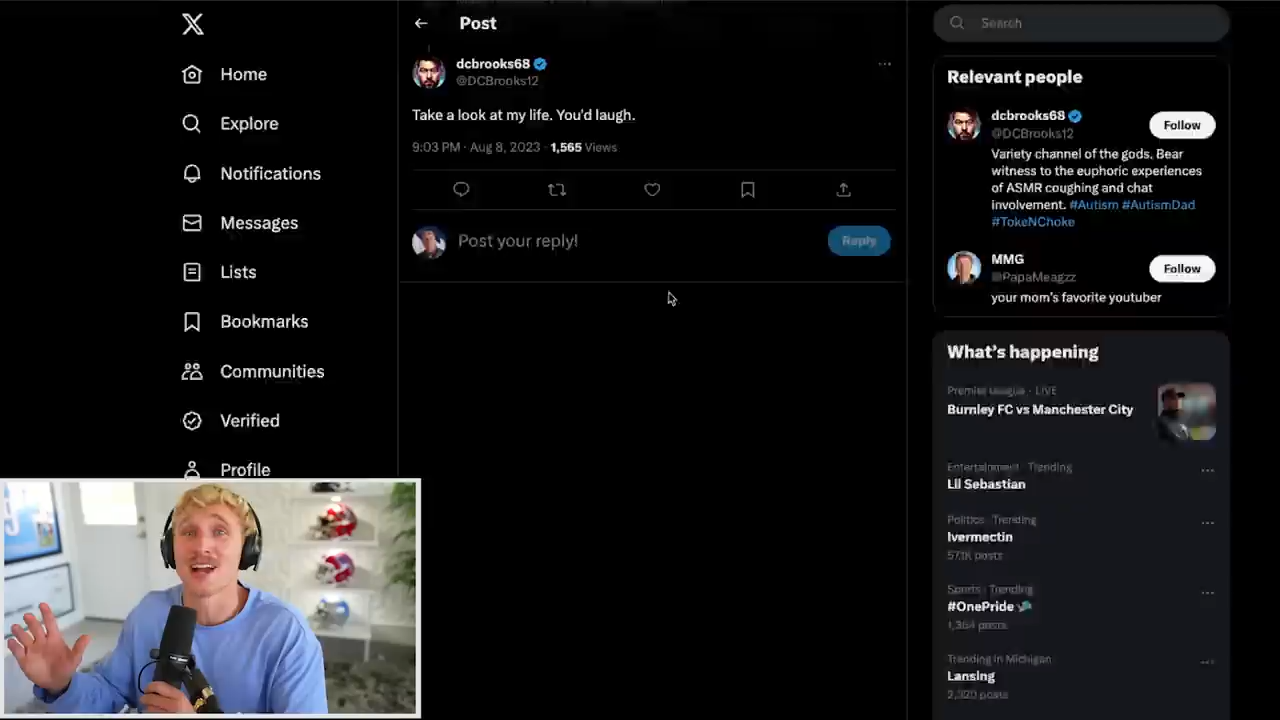 Home
Explore
Notifications
Messages
Lists
Bookmarks
Communities
Verified
Profile
Post
dcbrooks68
@DCBrooks12
Take a look at my life. You'd laugh.
9:03 PM · Aug 8, 2023 · 1,565 Views
Post your reply!
Reply
Search
Relevant people
dcbrooks68
@DCBrooks12
Follow
Variety channel of the gods. Bear
witness to the euphoric experiences
of ASMR coughing and chat
involvement. #Autism #AutismDad
#TokeNChoke
MMG
@PapaMeagzz
Follow
your mom's favorite youtuber
What's happening
Premier League · LIVE
Burnley FC vs Manchester City
Entertainment · Trending
Lil Sebastian
Politics · Trending
Ivermectin
57.1K posts
Sports · Trending
#OnePride
1,364 posts
Trending in Michigan
Lansing
2,320 posts